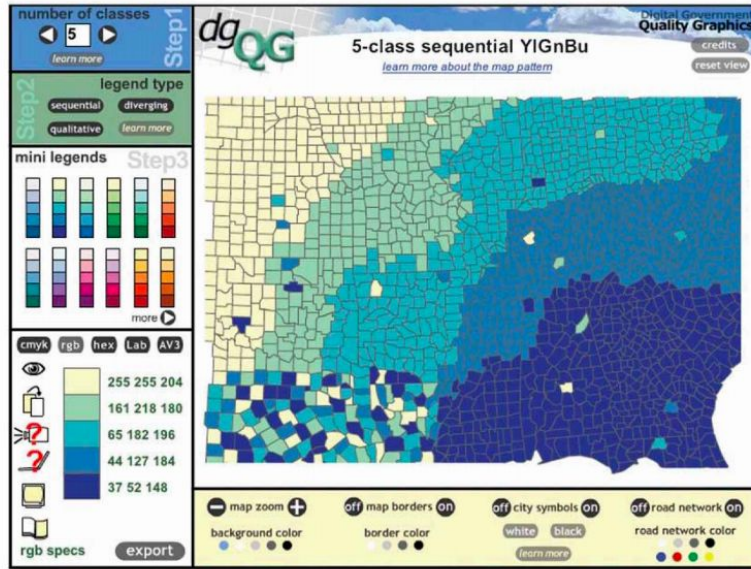 number of classes
5
learn more
Step1
legend type
sequential
diverging
qualitative
learn more
Step2
mini legends
Step3
more
cmyk
rgb
hex
Lab
AV3
255 255 204
161 218 180
65 182 196
44 127 184
37 52 148
rgb specs
export
dgQG
5-class sequential YlGnBu
learn more about the map pattern
Digital Government
Quality Graphics
credits
reset view
map zoom
off map borders on
off city symbols on
off road network on
background color
border color
white
black
learn more
road network color